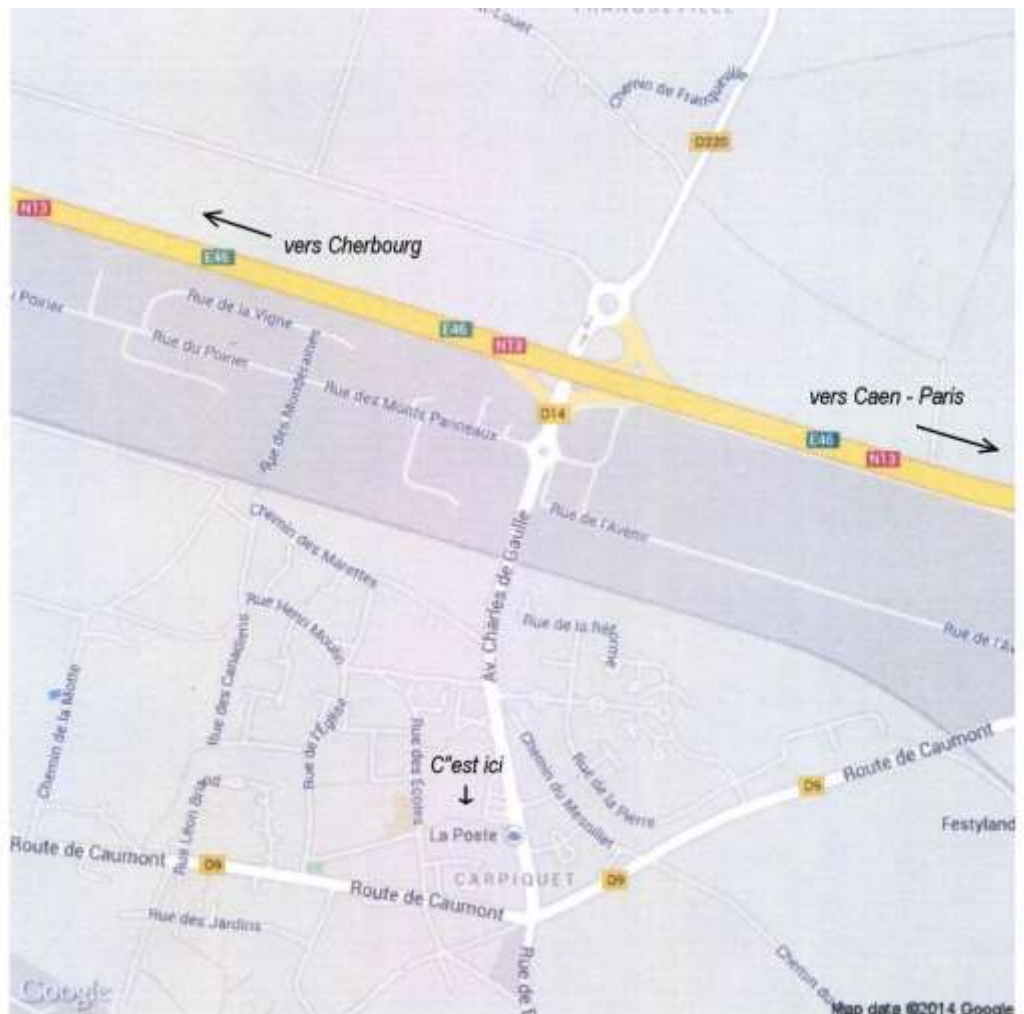 Chemin de Franqueville
D220
N13
vers Cherbourg
E46
Poirier
Rue de la Vigne
E46
N13
Rue du Poirier
Rue des Mondéraines
Rue des Monts Panneaux
vers Caen - Paris
D14
E46
N13
Chemin des Marettes
Av. Charles de Gaulle
Rue de l'Avenir
Rue Henri Moulin
Rue de la
Rue des Canadiens
Chemin de la Motte
Rue de l'Eglise
Rue des Ecoles
C"est ici
Chemin du Mesnillet
Rue de la Pierre
Route de Caumont
D9
Rue Léon
La Poste
Festyland
Route de Caumont
D9
CARPIQUET
D9
Route de Caumont
Rue des Jardins
Rue de
Chemin du
Google
Map data ©2014 Google